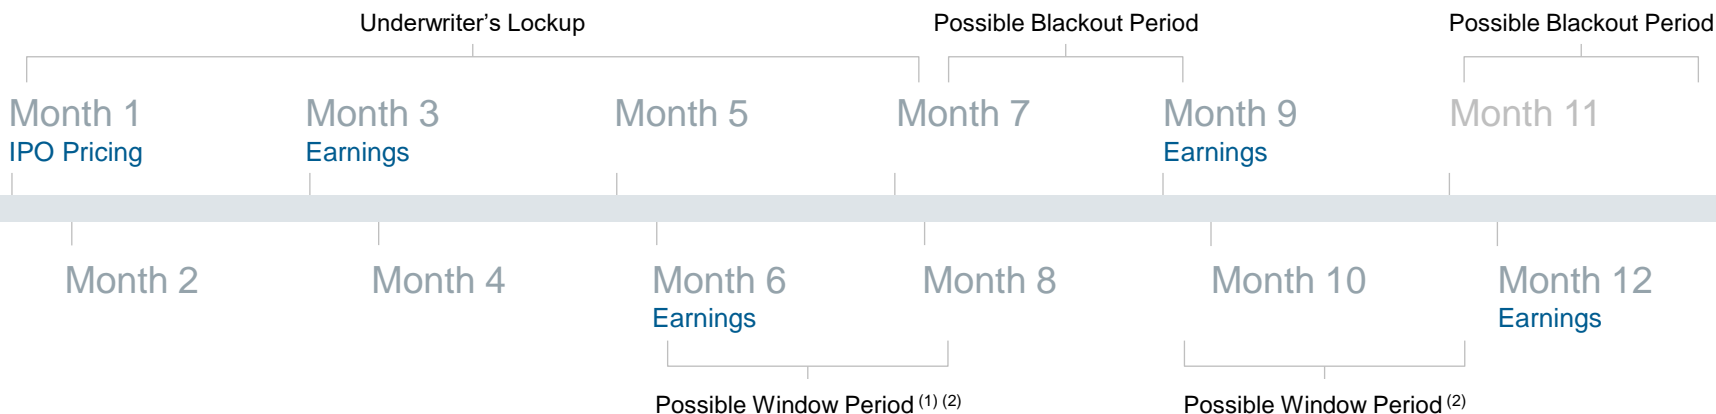 Underwriter’s Lockup
Possible Blackout Period
Possible Blackout Period
Month 1
IPO Pricing
Month 3
Earnings
Month 5
Month 7
Month 9
Earnings
Month 11
Month 2
Month 4
Month 6
Earnings
Month 8
Month 10
Month 12
Earnings
Possible Window Period (1) (2)
Possible Window Period (2)